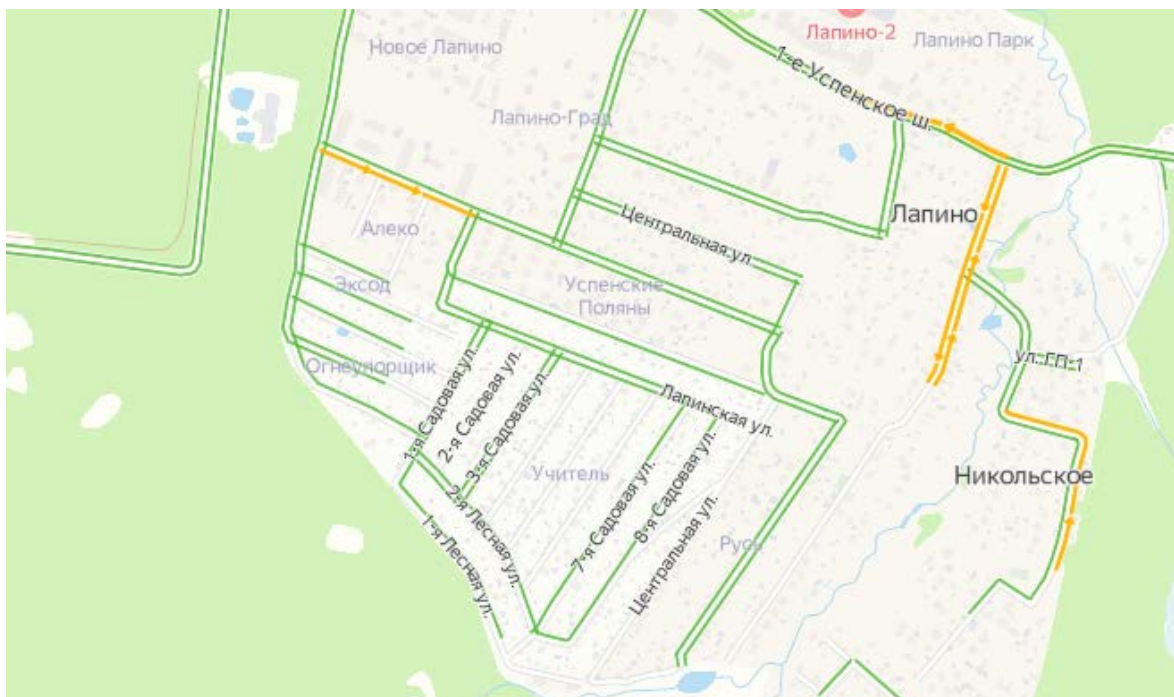 Лапино-2
Новое Лапино
Лапино Парк
1-е Успенское ш.
Лапино-Град
Лапино
Центральная ул.
Алеко
Эксод
Успенские
Поляны
Огнеупорщик
ул. ГП-1
1-я Садовая ул.
2-я Садовая ул.
3-я Садовая ул.
Лапинская ул.
Учитель
Никольское
7-я Садовая ул.
8-я Садовая ул.
2-я Лесная ул.
1-я Лесная ул.
Центральная ул.
Русь